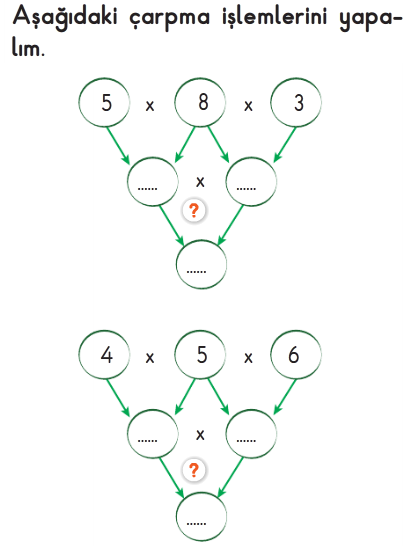 Aşağıdaki çarpma işlemlerini yapa-
lım.
5 x 8 x 3
...... x ......
?
......
4 x 5 x 6
...... x ......
?
......